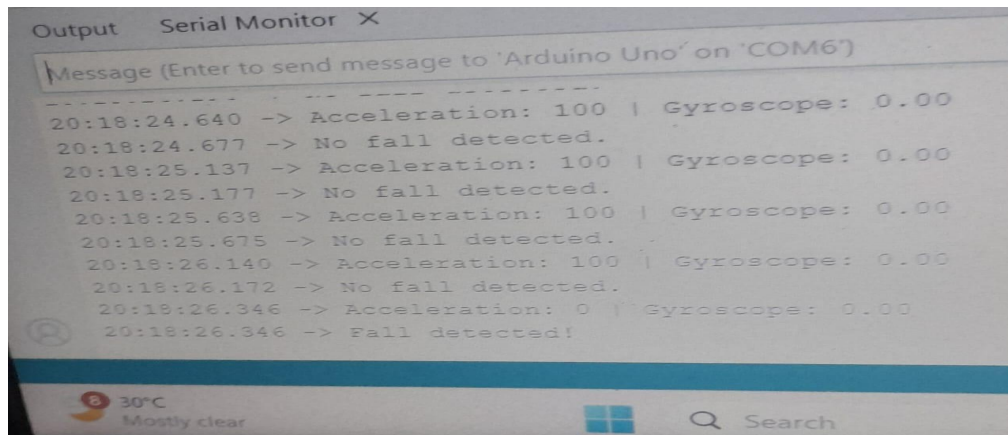 Output Serial Monitor X
Message (Enter to send message to 'Arduino Uno' on 'COM6')
20:18:24.640 -> Acceleration: 100 | Gyroscope: 0.00
20:18:24.677 -> No fall detected.
20:18:25.137 -> Acceleration: 100 | Gyroscope: 0.00
20:18:25.177 -> No fall detected.
20:18:25.638 -> Acceleration: 100 | Gyroscope: 0.00
20:18:25.675 -> No fall detected.
20:18:26.140 -> Acceleration: 100 | Gyroscope: 0.00
20:18:26.172 -> No fall detected.
20:18:26.346 -> Acceleration: 0 | Gyroscope: 0.00
20:18:26.346 -> Fall detected!
8
30°C
Mostly clear
Search